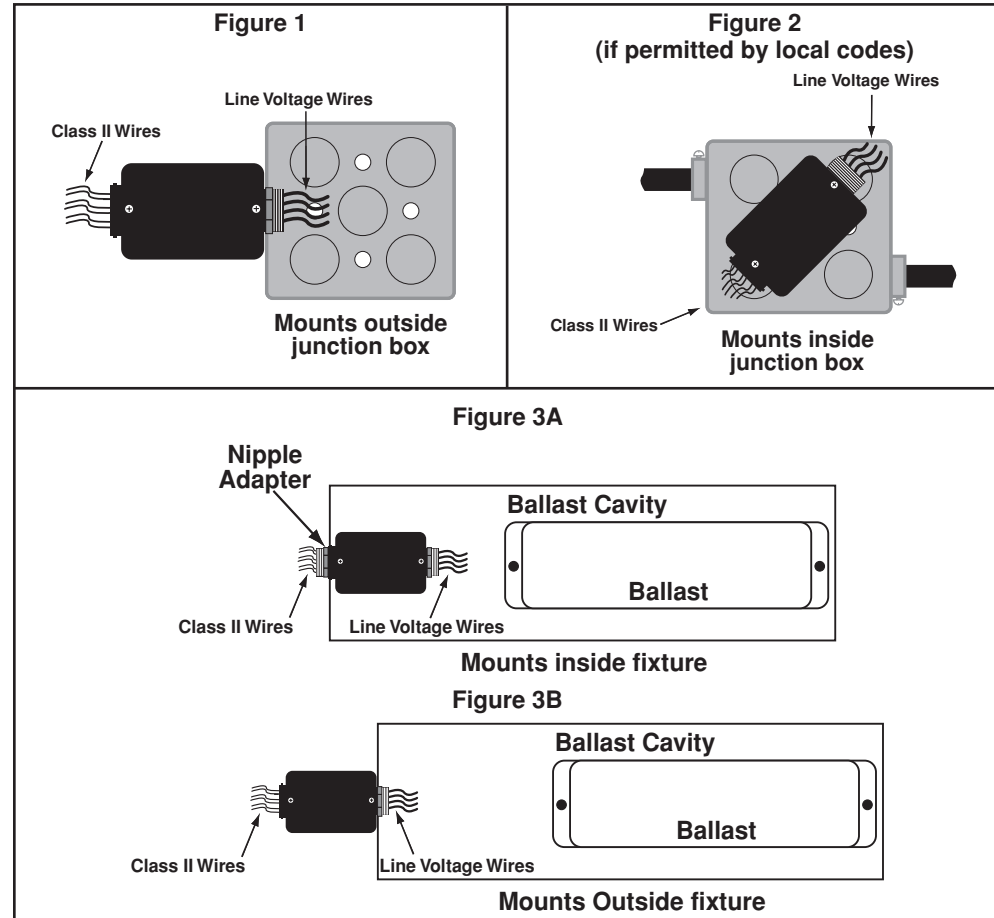 Figure 1
Line Voltage Wires
Class II Wires
Mounts outside
junction box
Figure 2
(if permitted by local codes)
Line Voltage Wires
Class II Wires
Mounts inside
junction box
Figure 3A
Nipple
Adapter
Ballast Cavity
Ballast
Class II Wires
Line Voltage Wires
Mounts inside fixture
Figure 3B
Ballast Cavity
Ballast
Class II Wires
Line Voltage Wires
Mounts Outside fixture